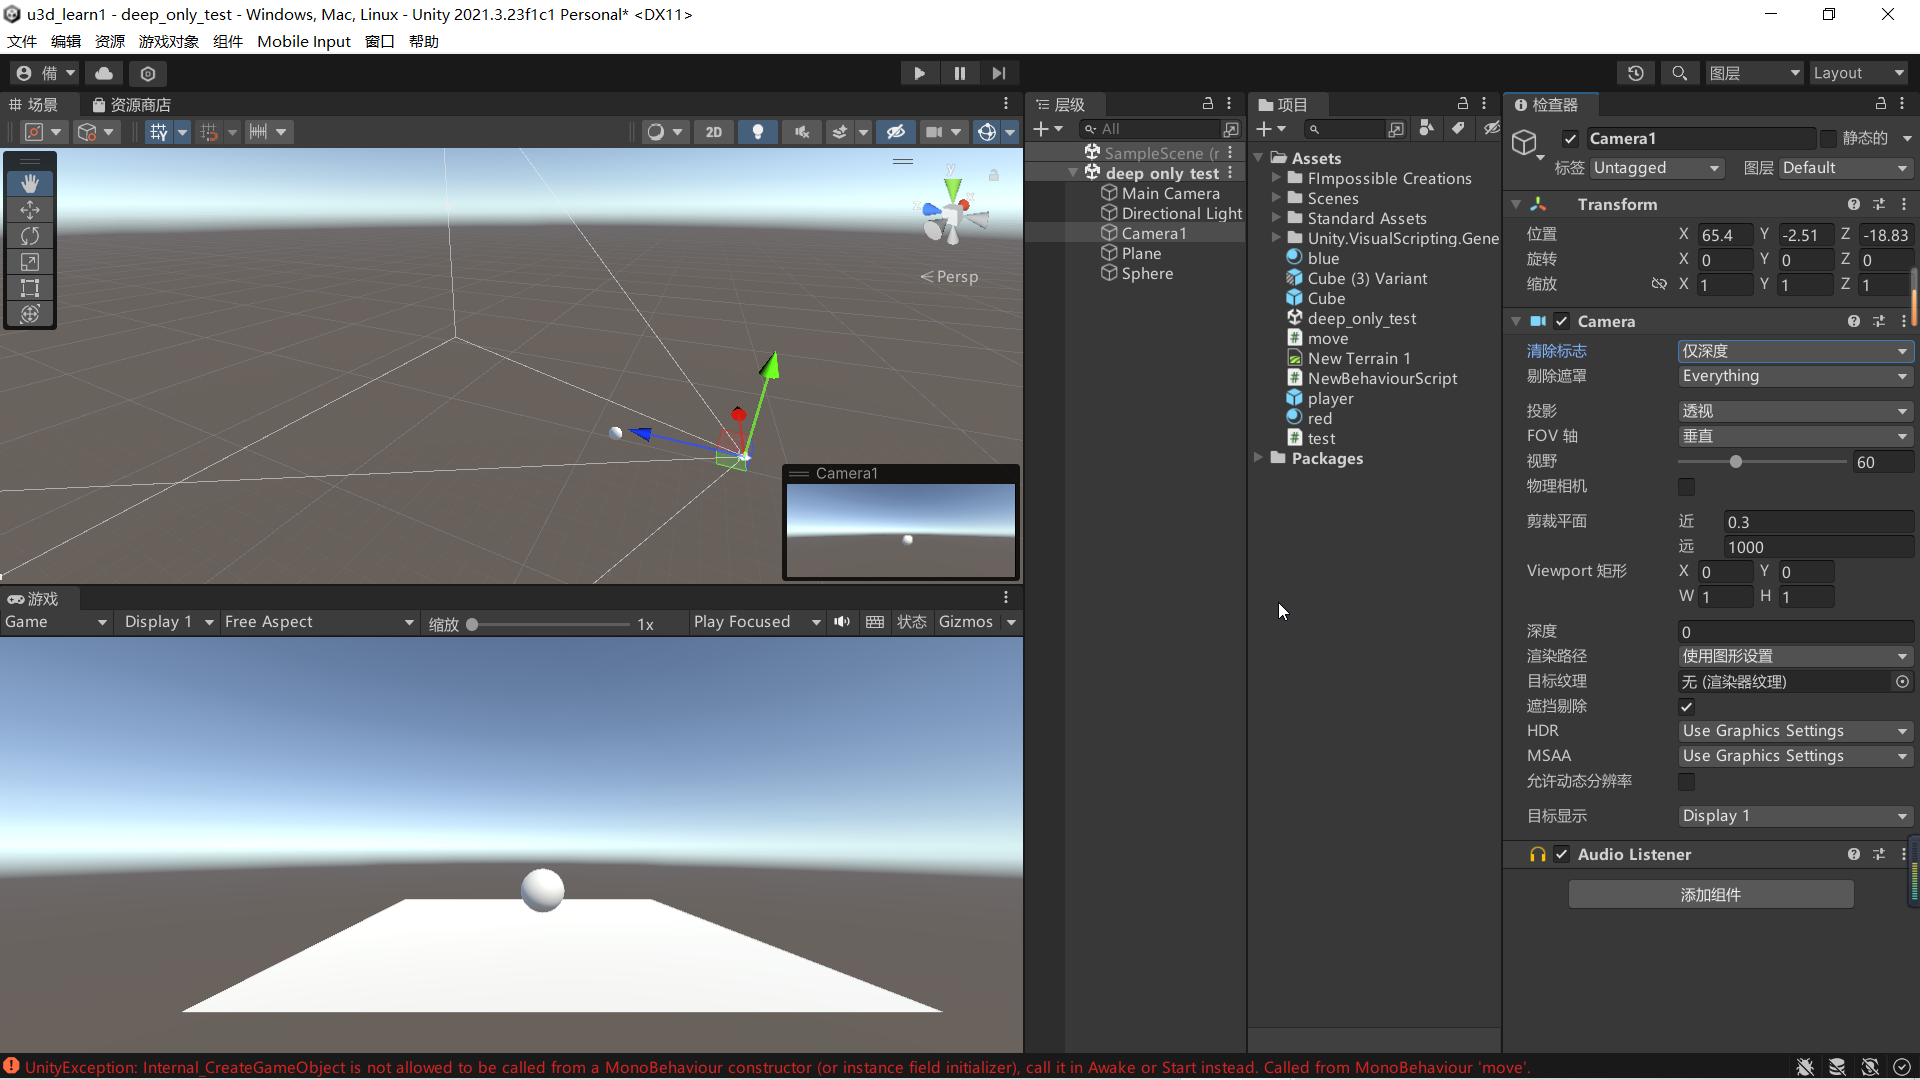 u3d_learn1 - deep_only_test - Windows, Mac, Linux - Unity 2021.3.23f1c1 Personal* <DX11>
文件 编辑 资源 游戏对象 组件 Mobile Input 窗口 帮助
備 图层 Layout
场景 资源商店
2D
Persp
y
x
z
Camera1
游戏
Game Display 1 Free Aspect 缩放 1x Play Focused 状态 Gizmos
层级
All
SampleScene (r
deep only test
Main Camera
Directional Light
Camera1
Plane
Sphere
项目
Assets
FImpossible Creations
Scenes
Standard Assets
Unity.VisualScripting.Gene
blue
Cube (3) Variant
Cube
deep_only_test
move
New Terrain 1
NewBehaviourScript
player
red
test
Packages
检查器
Camera1 静态的
标签 Untagged 图层 Default
Transform
位置 X 65.4 Y -2.51 Z -18.83
旋转 X 0 Y 0 Z 0
缩放 X 1 Y 1 Z 1
Camera
清除标志 仅深度
剔除遮罩 Everything
投影 透视
FOV 轴 垂直
视野 60
物理相机
剪裁平面 近 0.3
远 1000
Viewport 矩形 X 0 Y 0
W 1 H 1
深度 0
渲染路径 使用图形设置
目标纹理 无 (渲染器纹理)
遮挡剔除
HDR Use Graphics Settings
MSAA Use Graphics Settings
允许动态分辨率
目标显示 Display 1
Audio Listener
添加组件
UnityException: Internal_CreateGameObject is not allowed to be called from a MonoBehaviour constructor (or instance field initializer), call it in Awake or Start instead. Called from MonoBehaviour 'move'.